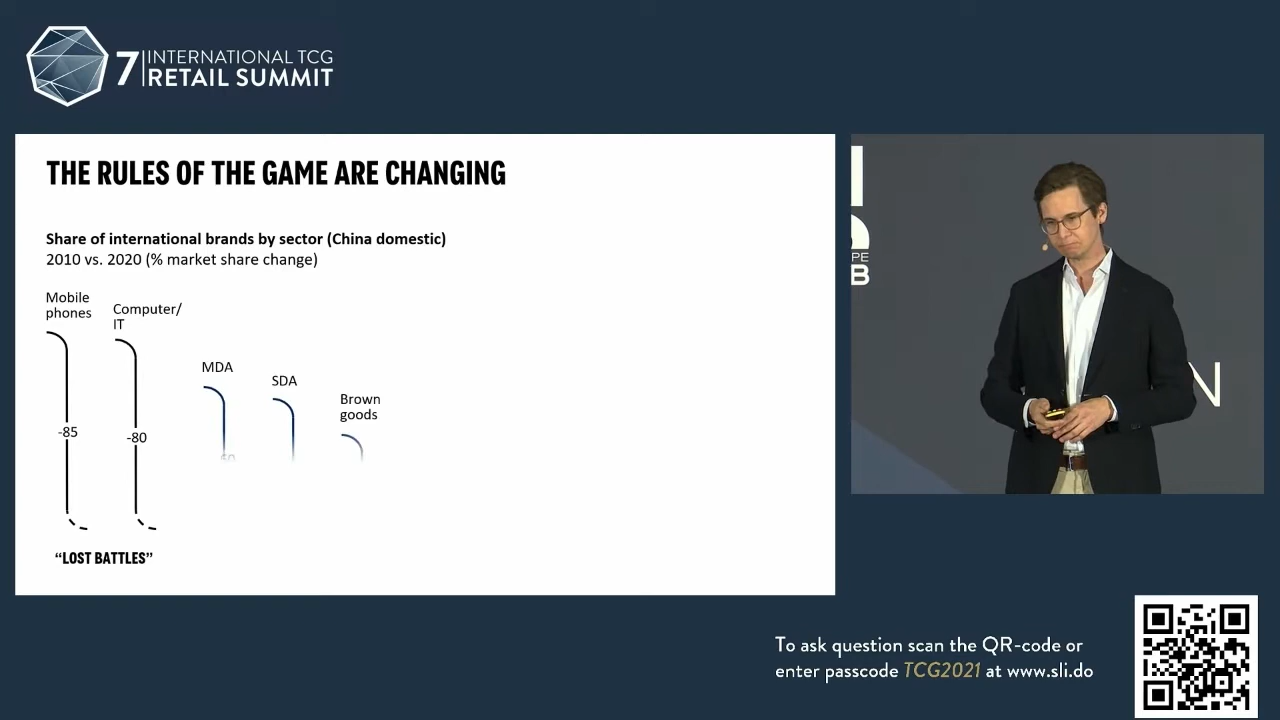 7
INTERNATIONAL TCG
RETAIL SUMMIT
THE RULES OF THE GAME ARE CHANGING
Share of international brands by sector (China domestic)
2010 vs. 2020 (% market share change)
Mobile
phones
Computer/
IT
MDA
SDA
Brown
goods
-85
-80
"LOST BATTLES"
PE
B
N
To ask question scan the QR-code or
enter passcode TCG2021 at www.sli.do